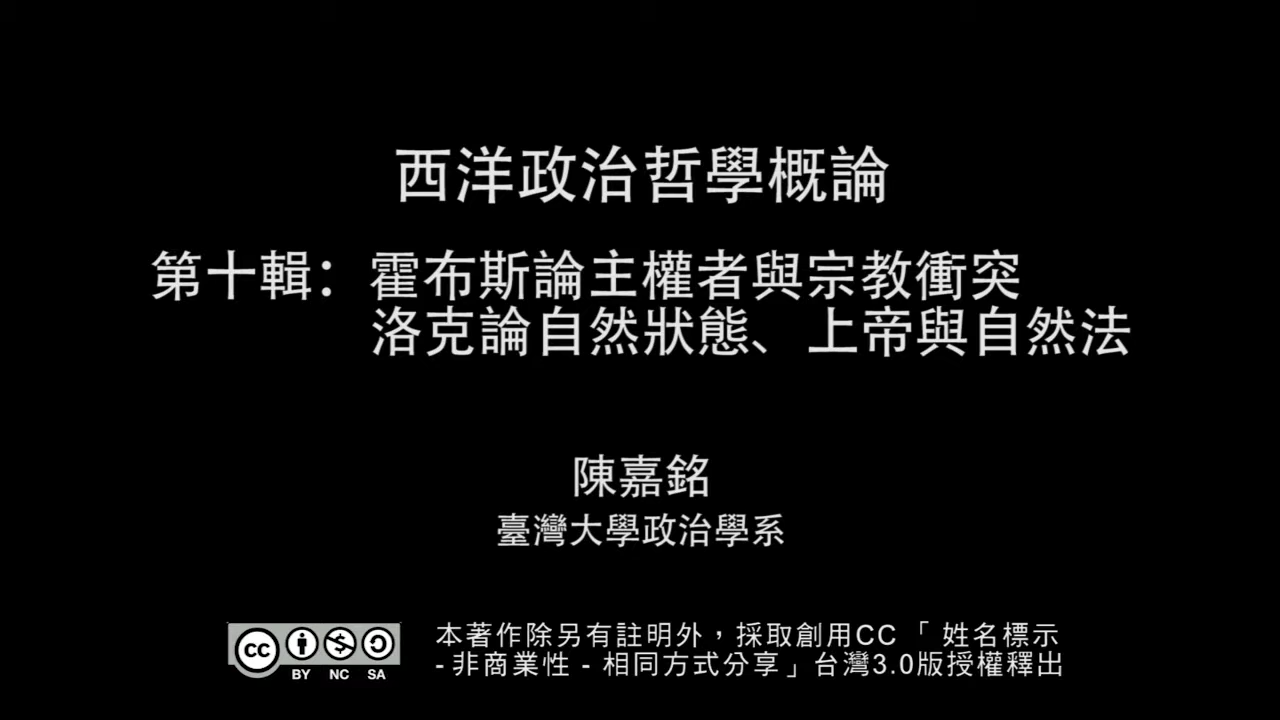 西洋政治哲學概論
第十輯：霍布斯論主權者與宗教衝突
洛克論自然狀態、上帝與自然法
陳嘉銘
臺灣大學政治學系
cc BY NC SA
本著作除另有註明外，採取創用CC「姓名標示
-非商業性-相同方式分享」台灣3.0版授權釋出